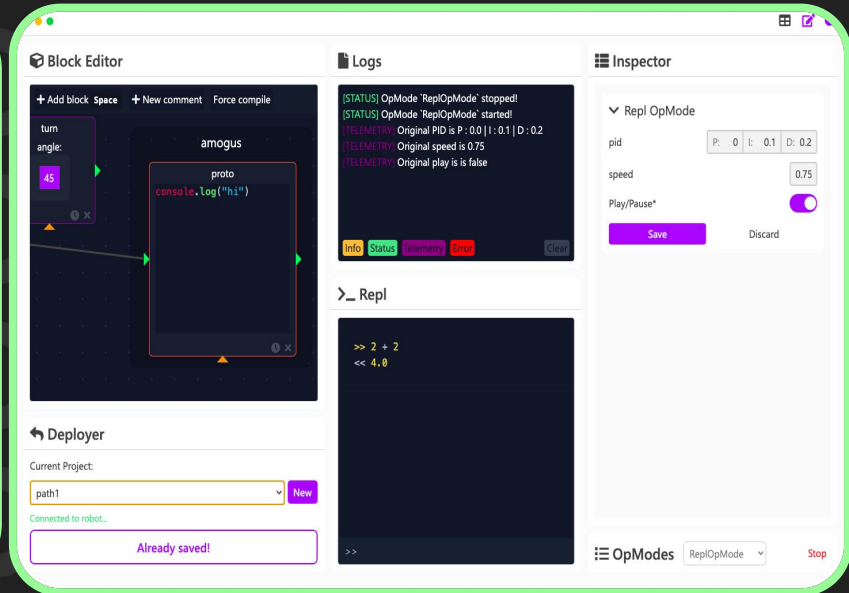 Block Editor
+ Add block Space + New comment Force compile
turn
angle:
45
amogus
proto
console.log("hi")
Deployer
Current Project:
path1
New
Connected to robot...
Already saved!
Logs
[STATUS] OpMode `ReplOpMode` stopped!
[STATUS] OpMode `ReplOpMode` started!
[TELEMETRY] Original PID is P : 0.0 | I : 0.1 | D : 0.2
[TELEMETRY] Original speed is 0.75
[TELEMETRY] Original play is is false
Info Status Telemetry Error Clear
>_ Repl
>> 2 + 2
<< 4.0
>>
Inspector
Repl OpMode
pid P: 0 I: 0.1 D: 0.2
speed 0.75
Play/Pause*
Save Discard
OpModes ReplOpMode Stop